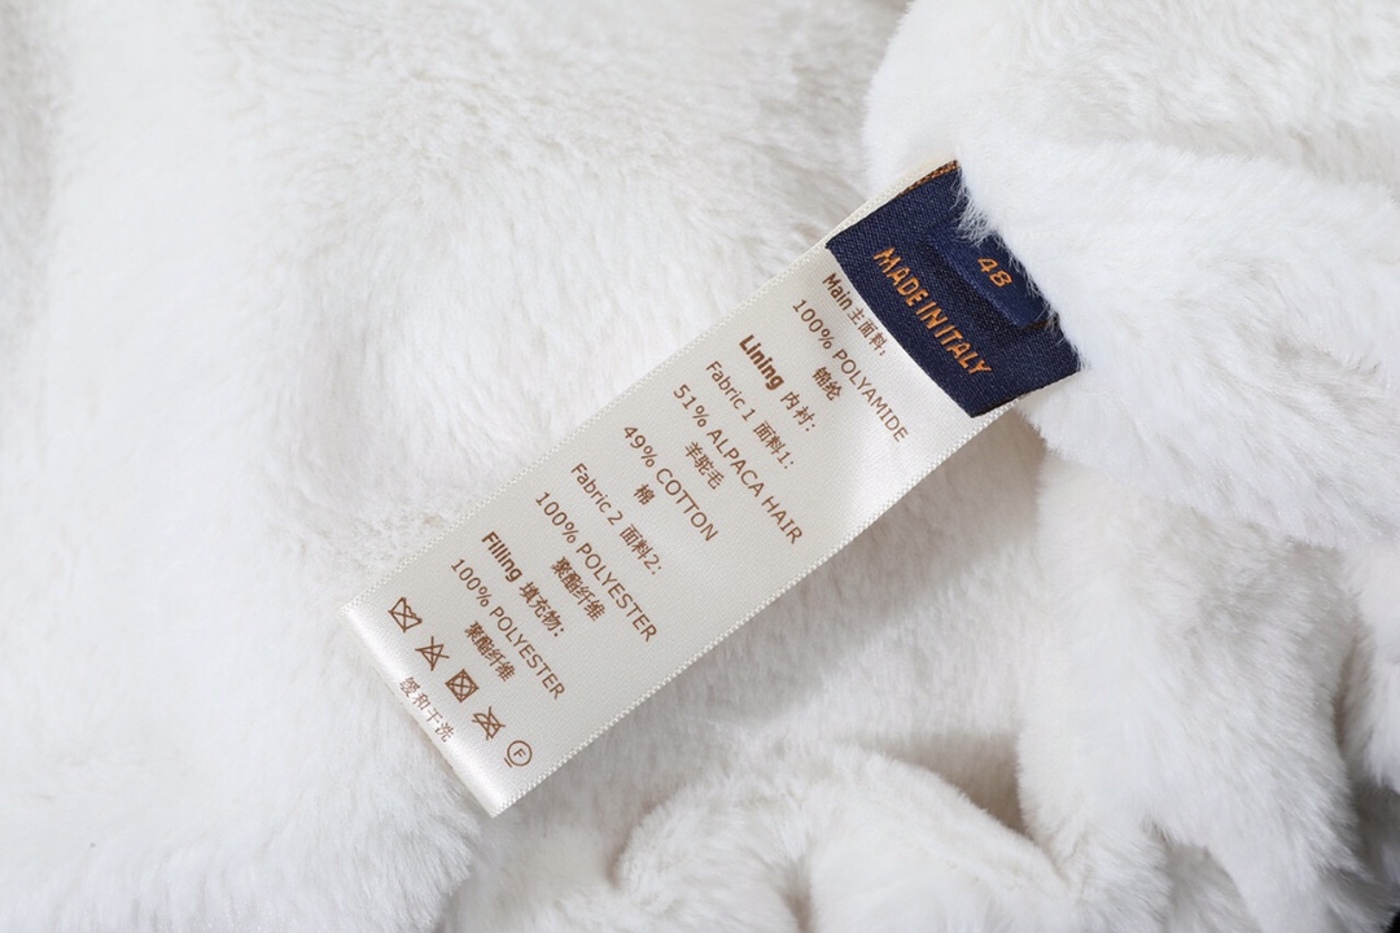 48
MADE IN ITALY
Main 主面料:
100% POLYAMIDE
锦纶
Lining 内衬:
Fabric 1 面料1:
51% ALPACA HAIR
羊驼毛
49% COTTON
棉
Fabric 2 面料2:
100% POLYESTER
聚酯纤维
Filling 填充物:
100% POLYESTER
聚酯纤维
F
缓和干洗